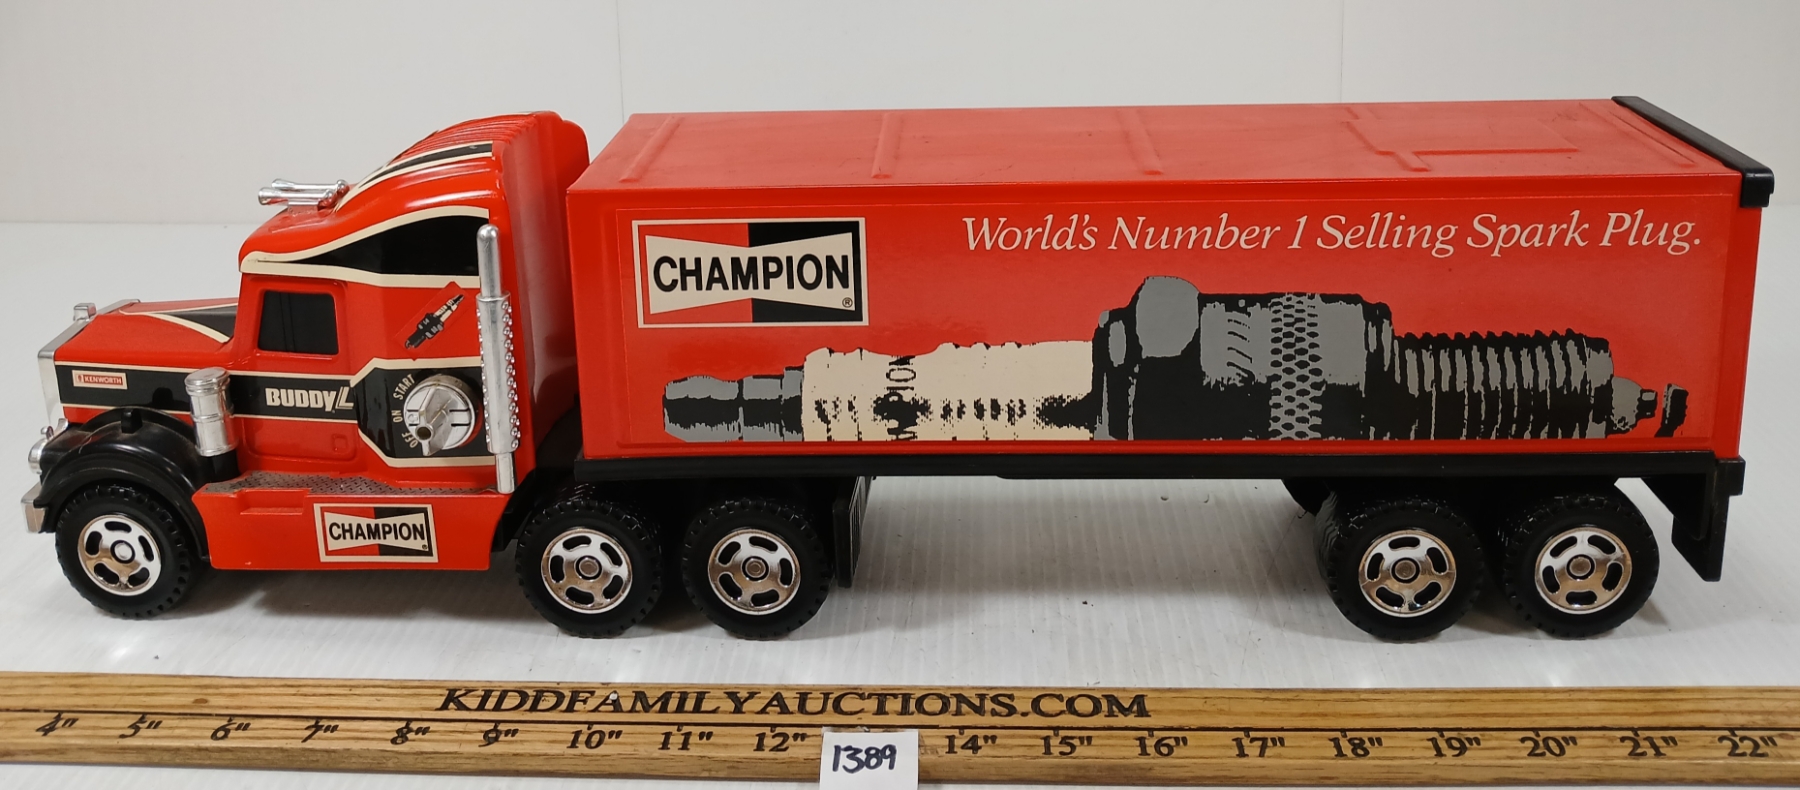 World's Number 1 Selling Spark Plug.
CHAMPION®
CHAMPION
KENWORTH
BUDDY L
OFF ON START
CHAMPION
KIDDFAMILYAUCTIONS.COM
4" 5" 6" 7" 8" 9" 10" 11" 12" 14" 15" 16" 17" 18" 19" 20" 21" 22"
1389